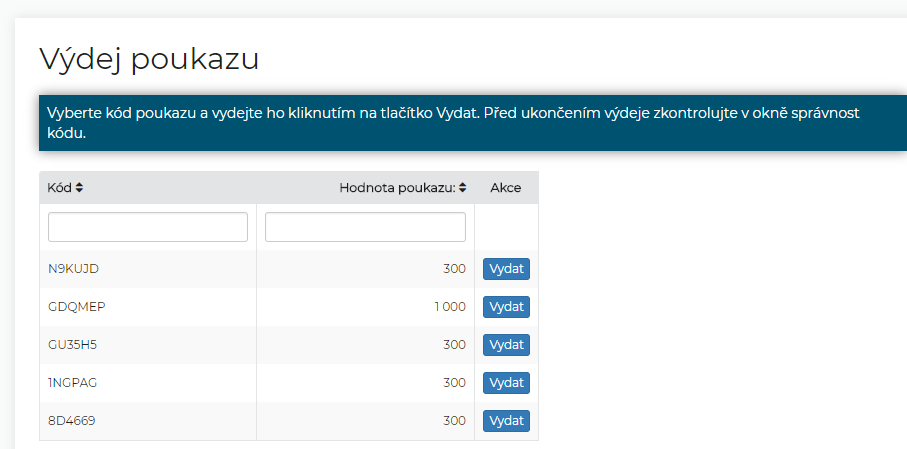 Výdej poukazu
Vyberte kód poukazu a vydejte ho kliknutím na tlačítko Vydat. Před ukončením výdeje zkontrolujte v okně správnost
kódu.
Kód Hodnota poukazu: Akce
N9KUJD 300 Vydat
GDQMEP 1 000 Vydat
GU35H5 300 Vydat
1NGPAG 300 Vydat
8D4669 300 Vydat